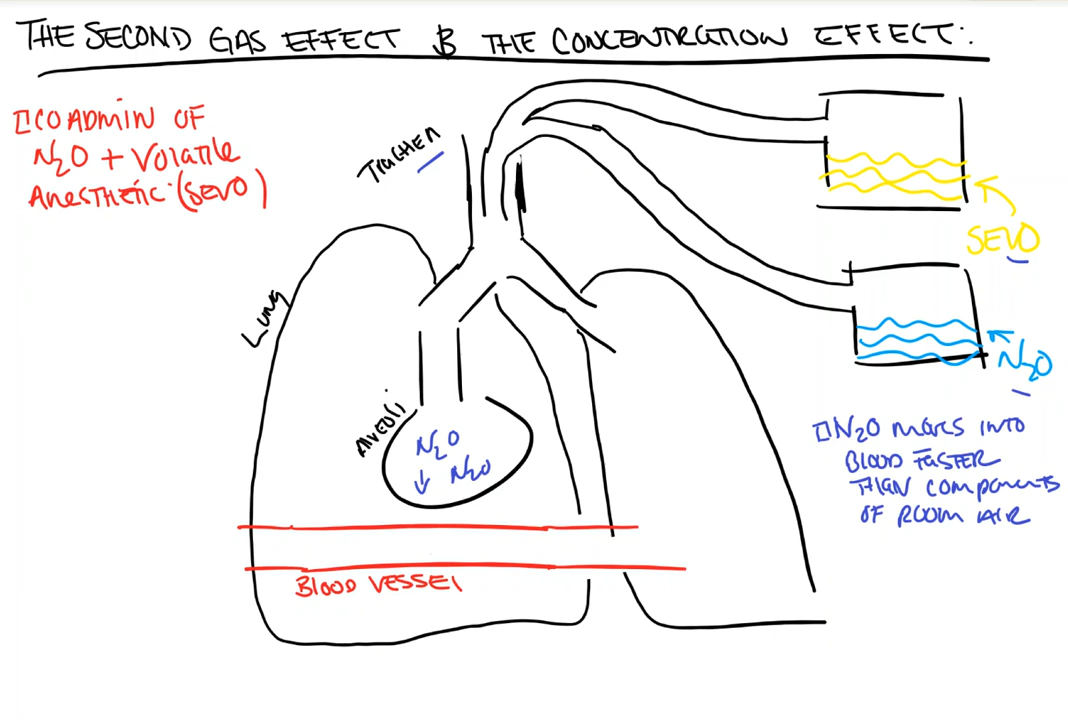 THE SECOND GAS EFFECT & THE CONCENTRATION EFFECT:
COADMIN OF
N2O + VOLATILE
ANESTHETIC (SEVO)
TRACHEA
SEVO
LUNG
N2O
ALVEOLI
N2O
↓ N2O
N2O MOVES INTO
BLOOD FASTER
THAN COMPONENTS
OF ROOM AIR
BLOOD VESSEL